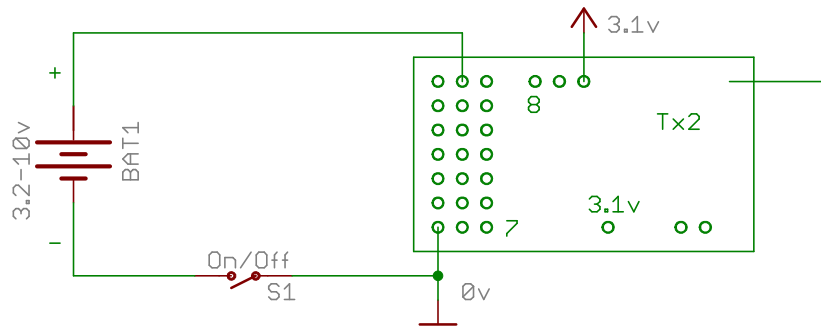 3.1v
+
8
Tx2
3.2-10v
BAT1
3.1v
7
-
On/Off
S1
0v